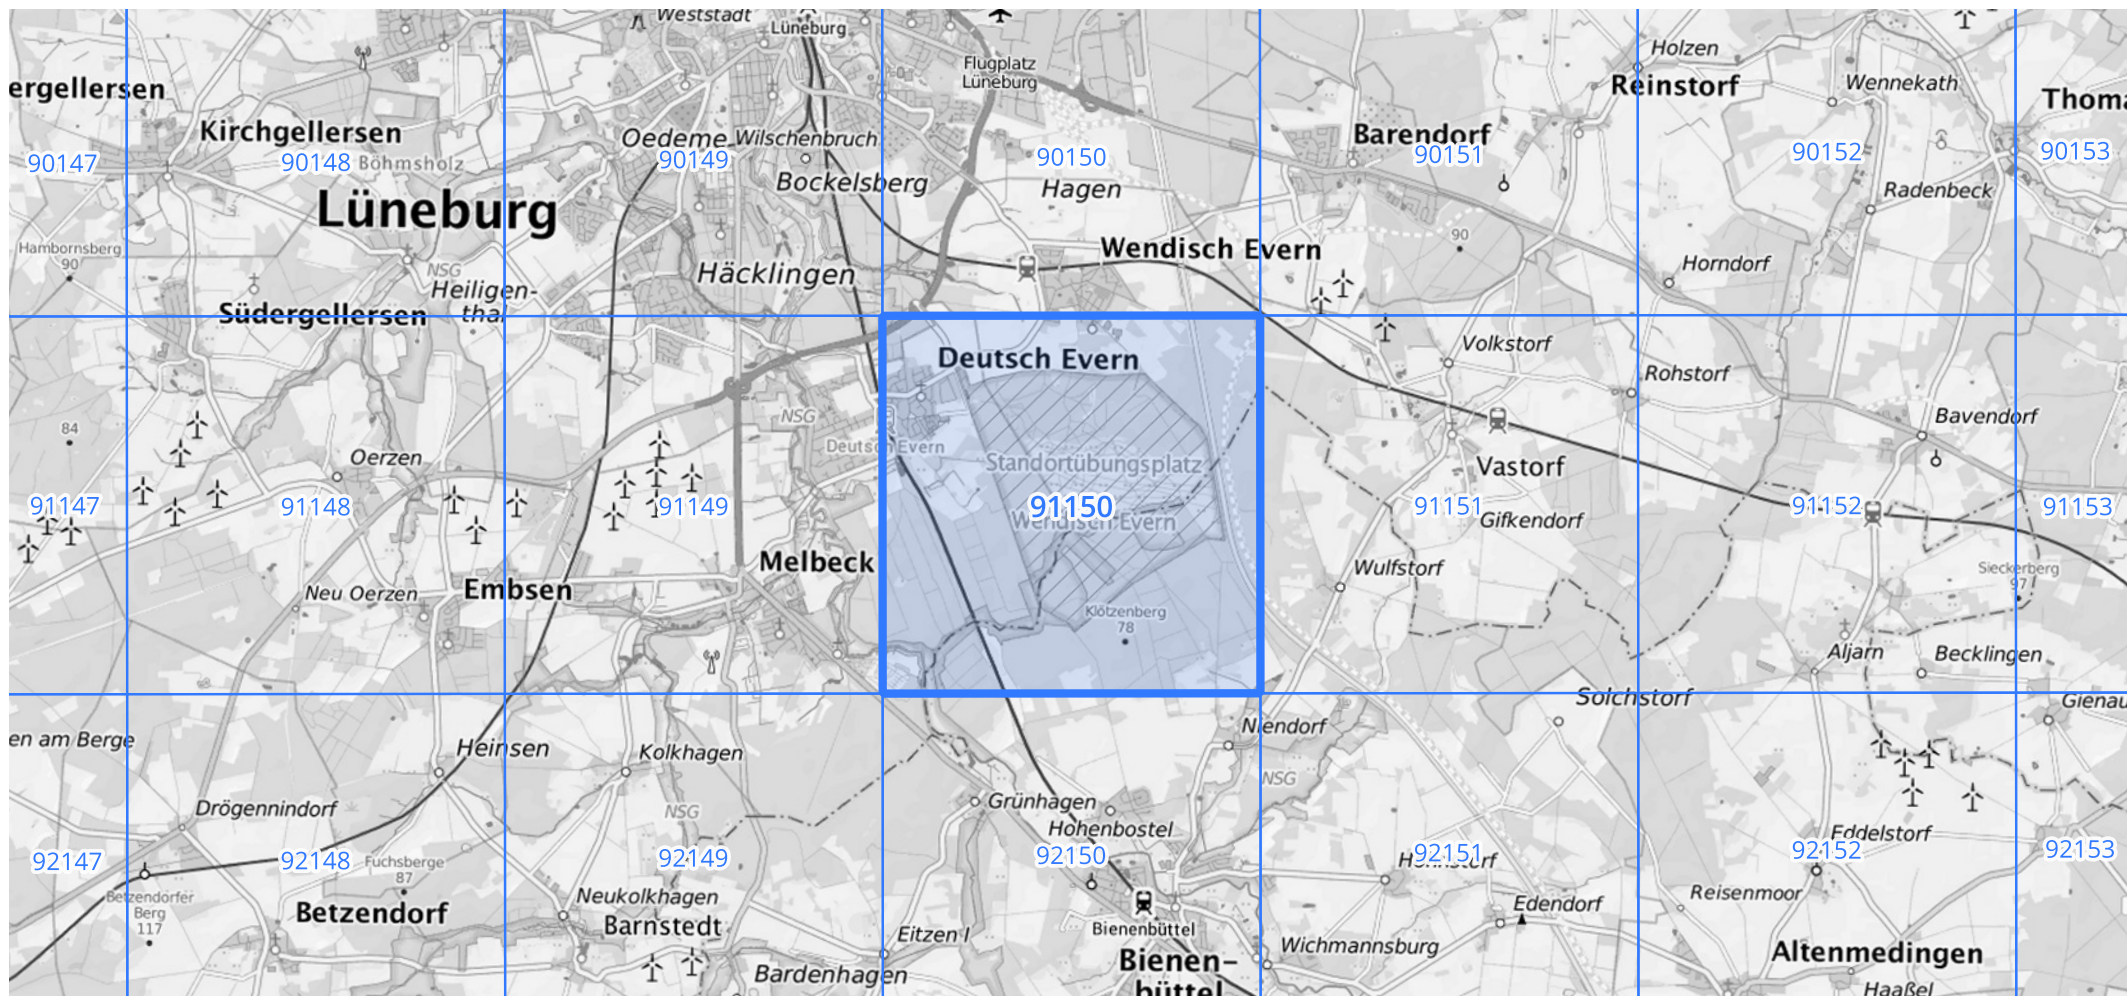 Weststadt
Lüneburg
Flugplatz
Lüneburg
Holzen
Reinstorf
Wennekath
ergellersen
Thoma
Kirchgellersen
Böhmsholz
Oedeme
Wilschenbruch
Barendorf
90147
90148
90149
90150
90151
90152
90153
Lüneburg
Bockelsberg
Hagen
Radenbeck
Hambornsberg
90
NSG
Heiligen-
thal
Häcklingen
Wendisch Evern
90
Horndorf
Südergellersen
Deutsch Evern
Volkstorf
Rohstorf
84
NSG
Deutsch Evern
Bavendorf
Oerzen
Standortübungsplatz
Wendisch Evern
Vastorf
91147
91148
91149
91150
91151
91152
91153
Gifkendorf
Melbeck
Wulfstorf
Sieckerberg
97
Neu Oerzen
Embsen
Klötzenberg
78
Aljarn
Becklingen
Solchstorf
Gienau
en am Berge
Heinsen
Kolkhagen
Niendorf
NSG
Drögennindorf
NSG
Grünhagen
Hohenbostel
Eddelstorf
92147
92148
92149
92150
92151
92152
92153
Fuchsberge
87
Hohnstorf
Betzendorfer
Berg
117
Neukolkhagen
Reisenmoor
Edendorf
Betzendorf
Barnstedt
Eitzen I
Bienenbüttel
Wichmannsburg
Altenmedingen
Bardenhagen
Bienen-
büttel
Haaßel